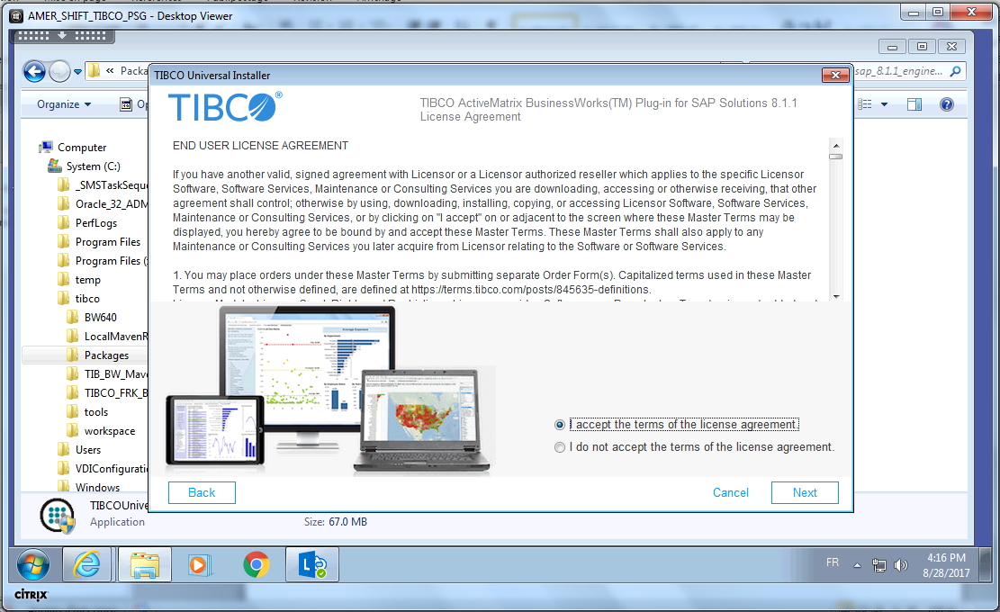 AMER_SHIFT_TIBCO_PSG - Desktop Viewer
« Packa
sap_8.1.1_engine...
Organize
Op
TIBCO Universal Installer
TIBCO®
TIBCO ActiveMatrix BusinessWorks(TM) Plug-in for SAP Solutions 8.1.1
License Agreement
END USER LICENSE AGREEMENT
If you have another valid, signed agreement with Licensor or a Licensor authorized reseller which applies to the specific Licensor
Software, Software Services, Maintenance or Consulting Services you are downloading, accessing or otherwise receiving, that other
agreement shall control; otherwise by using, downloading, installing, copying, or accessing Licensor Software, Software Services,
Maintenance or Consulting Services, or by clicking on "I accept" on or adjacent to the screen where these Master Terms may be
displayed, you hereby agree to be bound by and accept these Master Terms. These Master Terms shall also apply to any
Maintenance or Consulting Services you later acquire from Licensor relating to the Software or Software Services.
1. You may place orders under these Master Terms by submitting separate Order Form(s). Capitalized terms used in these Master
Terms and not otherwise defined, are defined at https://terms.tibco.com/posts/845635-definitions.
I accept the terms of the license agreement.
I do not accept the terms of the license agreement.
Back
Cancel
Next
Computer
System (C:)
_SMSTaskSeque
Oracle_32_ADM
PerfLogs
Program Files
Program Files (
temp
tibco
BW640
LocalMavenR
Packages
TIB_BW_Mave
TIBCO_FRK_B
tools
workspace
Users
VDIConfigurati
Windows
TIBCOUnive
Application
Size: 67.0 MB
FR
4:16 PM
8/28/2017
CITRIX